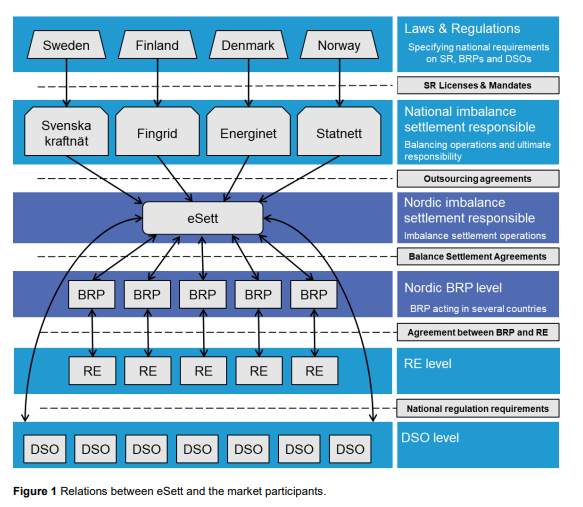 Sweden Finland Denmark Norway
Laws & Regulations
Specifying national requirements
on SR, BRPs and DSOs
SR Licenses & Mandates
Svenska
kraftnät
Fingrid Energinet Statnett
National imbalance
settlement responsible
Balancing operations and ultimate
responsibility
Outsourcing agreements
eSett
Nordic imbalance
settlement responsible
Imbalance settlement operations
Balance Settlement Agreements
BRP BRP BRP BRP BRP
Nordic BRP level
BRP acting in several countries
Agreement between BRP and RE
RE RE RE RE RE
RE level
National regulation requirements
DSO DSO DSO DSO DSO DSO DSO
DSO level
Figure 1 Relations between eSett and the market participants.